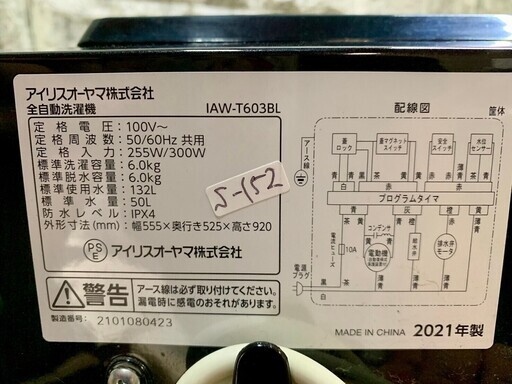 アイリスオーヤマ株式会社
全自動洗濯機 IAW-T603BL
定格電圧：100V～
定格周波数：50/60Hz 共用
定格入力：255W/300W
標準洗濯容量：6.0kg
標準脱水容量：6.0kg
標準使用水量：132L
標準水量：50L
防水レベル：IPX4
外形寸法(mm)：幅555×奥行き525×高さ920
S-152
PS
E
アイリスオーヤマ株式会社
警告
アース線は必ず取り付けてください。
漏電時に感電のおそれがあります。
製造番号： 2101080423
配線図
筐体
アース線
蓋
ロック
蓋マグネット
スイッチ
安全
スイッチ
水位
センサー
プログラムタイマ
電流ヒューズ
10A
コンデンサ
電動機
給水弁
排水弁
モータ
電源
プラグ
MADE IN CHINA 2021年製